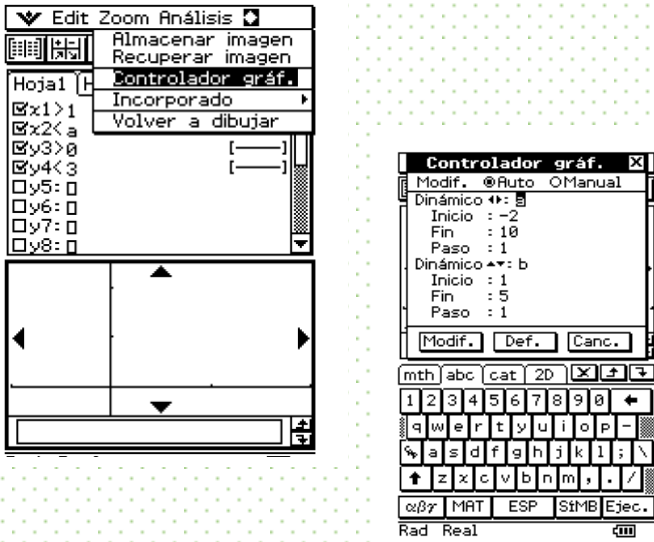 Edit Zoom Análisis
Almacenar imagen
Recuperar imagen
Controlador gráf.
Incorporado
Volver a dibujar
Hoja1
x1>1
x2<a
y3>0
y4<3
y5:
y6:
y7:
y8:
Controlador gráf.
Modif. Auto Manual
Dinámico : a
Inicio : -2
Fin : 10
Paso : 1
Dinámico : b
Inicio : 1
Fin : 5
Paso : 1
Modif. Def. Canc.
mth abc cat 2D
1 2 3 4 5 6 7 8 9 0
q w e r t y u i o p -
a s d f g h j k l ; \
z x c v b n m , . /
αβγ MAT ESP SIMB Ejec.
Rad Real